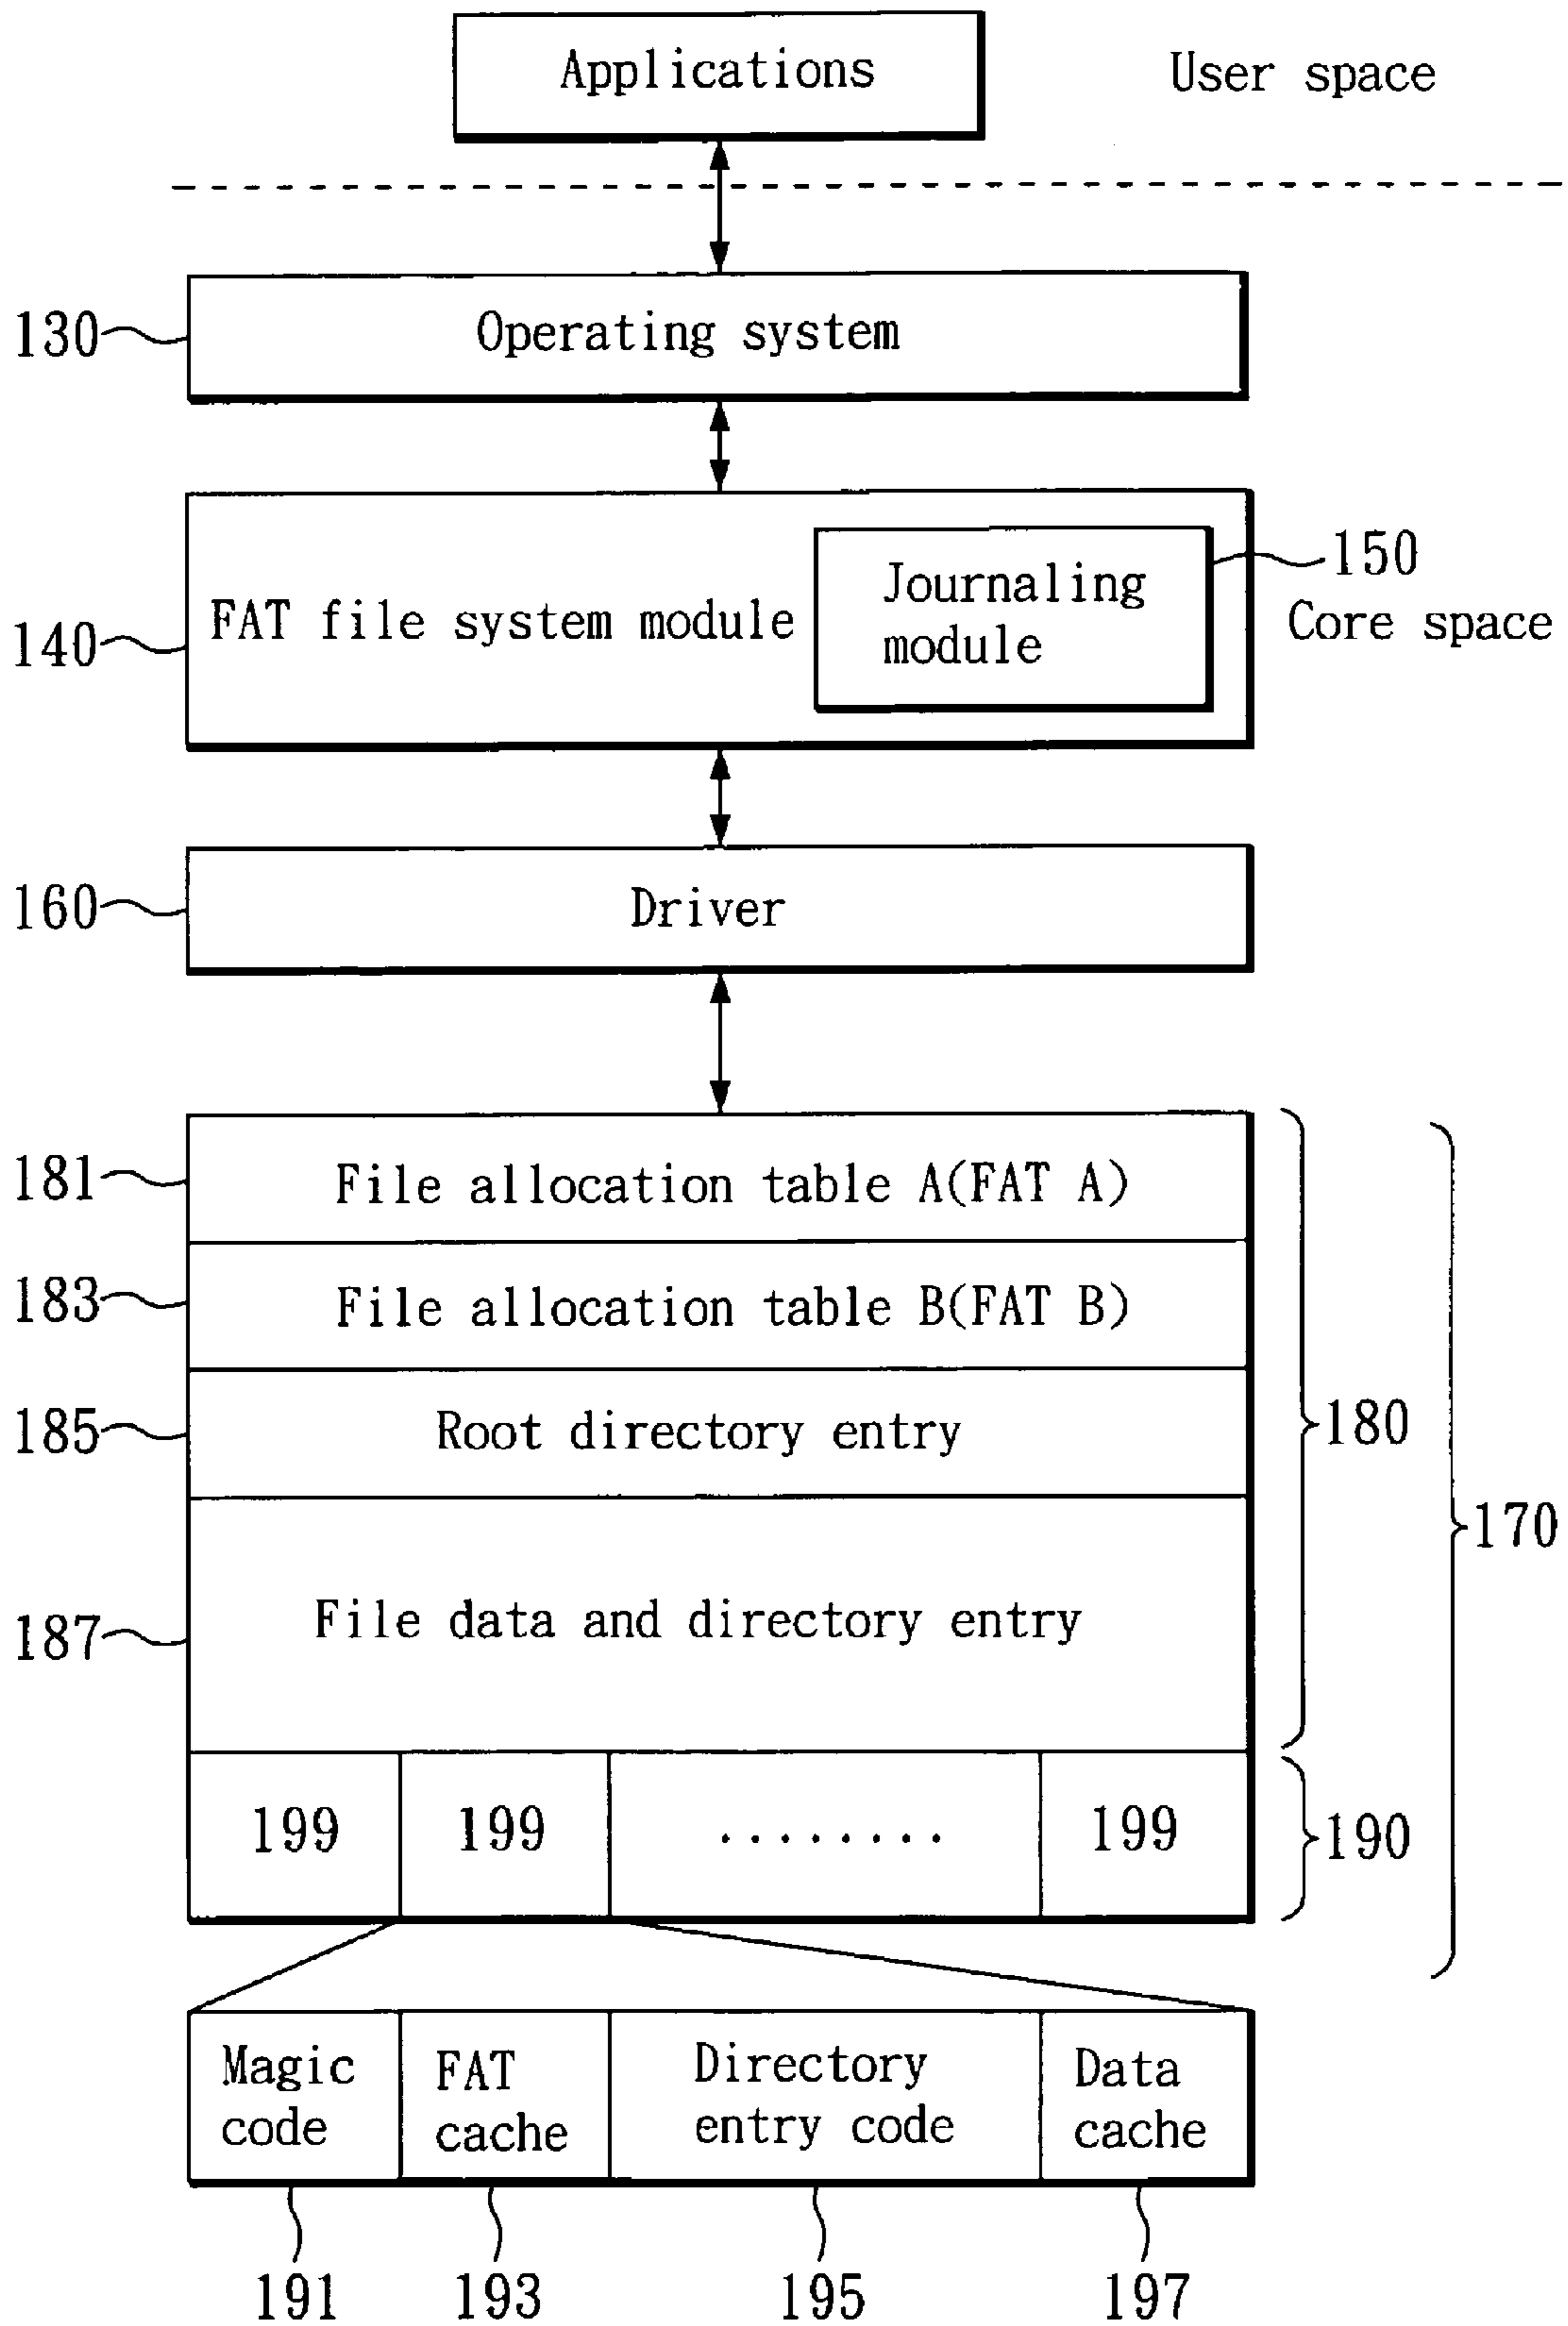 Applications
User space
130
Operating system
150
Journaling
module
FAT file system module
140
Core space
160
Driver
181
File allocation table A(FAT A)
183
File allocation table B(FAT B)
185
Root directory entry
180
170
187
File data and directory entry
199 199 ........ 199
190
Magic
code
FAT
cache
Directory
entry code
Data
cache
191 193 195 197